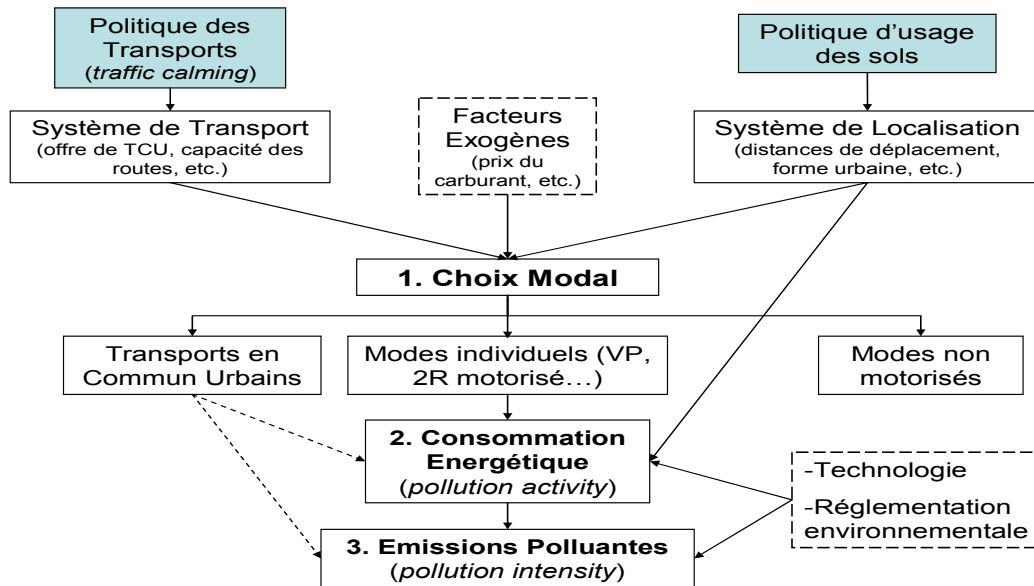 Politique des
Transports
(traffic calming)
Politique d'usage
des sols
Système de Transport
(offre de TCU, capacité des
routes, etc.)
Facteurs
Exogènes
(prix du
carburant, etc.)
Système de Localisation
(distances de déplacement,
forme urbaine, etc.)
1. Choix Modal
Transports en
Commun Urbains
Modes individuels (VP,
2R motorisé…)
Modes non
motorisés
2. Consommation
Energétique
(pollution activity)
-Technologie
-Réglementation
environnementale
3. Emissions Polluantes
(pollution intensity)